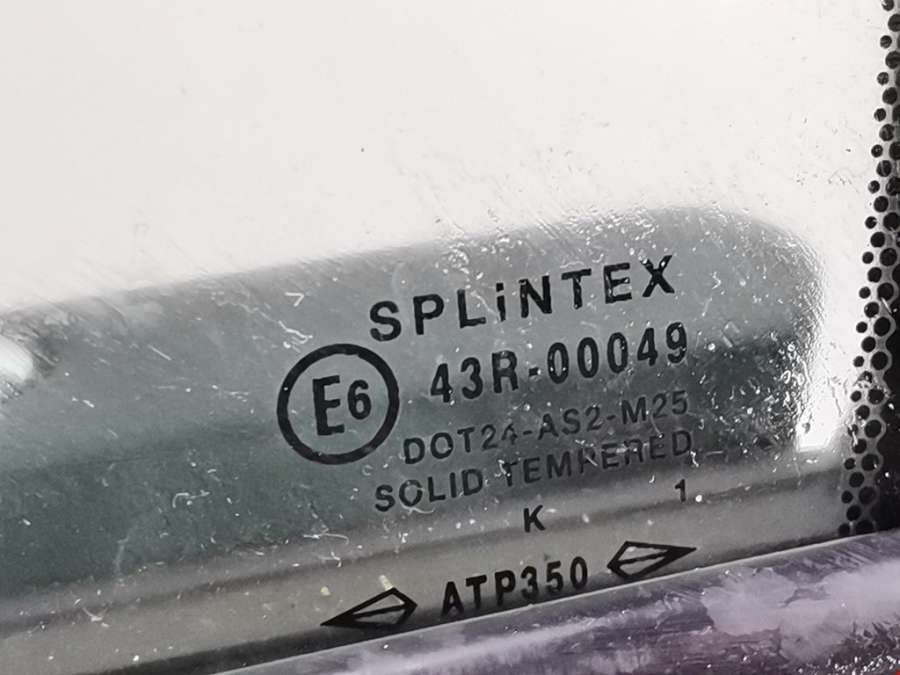 SPLiNTEX
E6 43R-00049
DOT24-AS2-M25
SOLID TEMPERED
K 1
ATP350